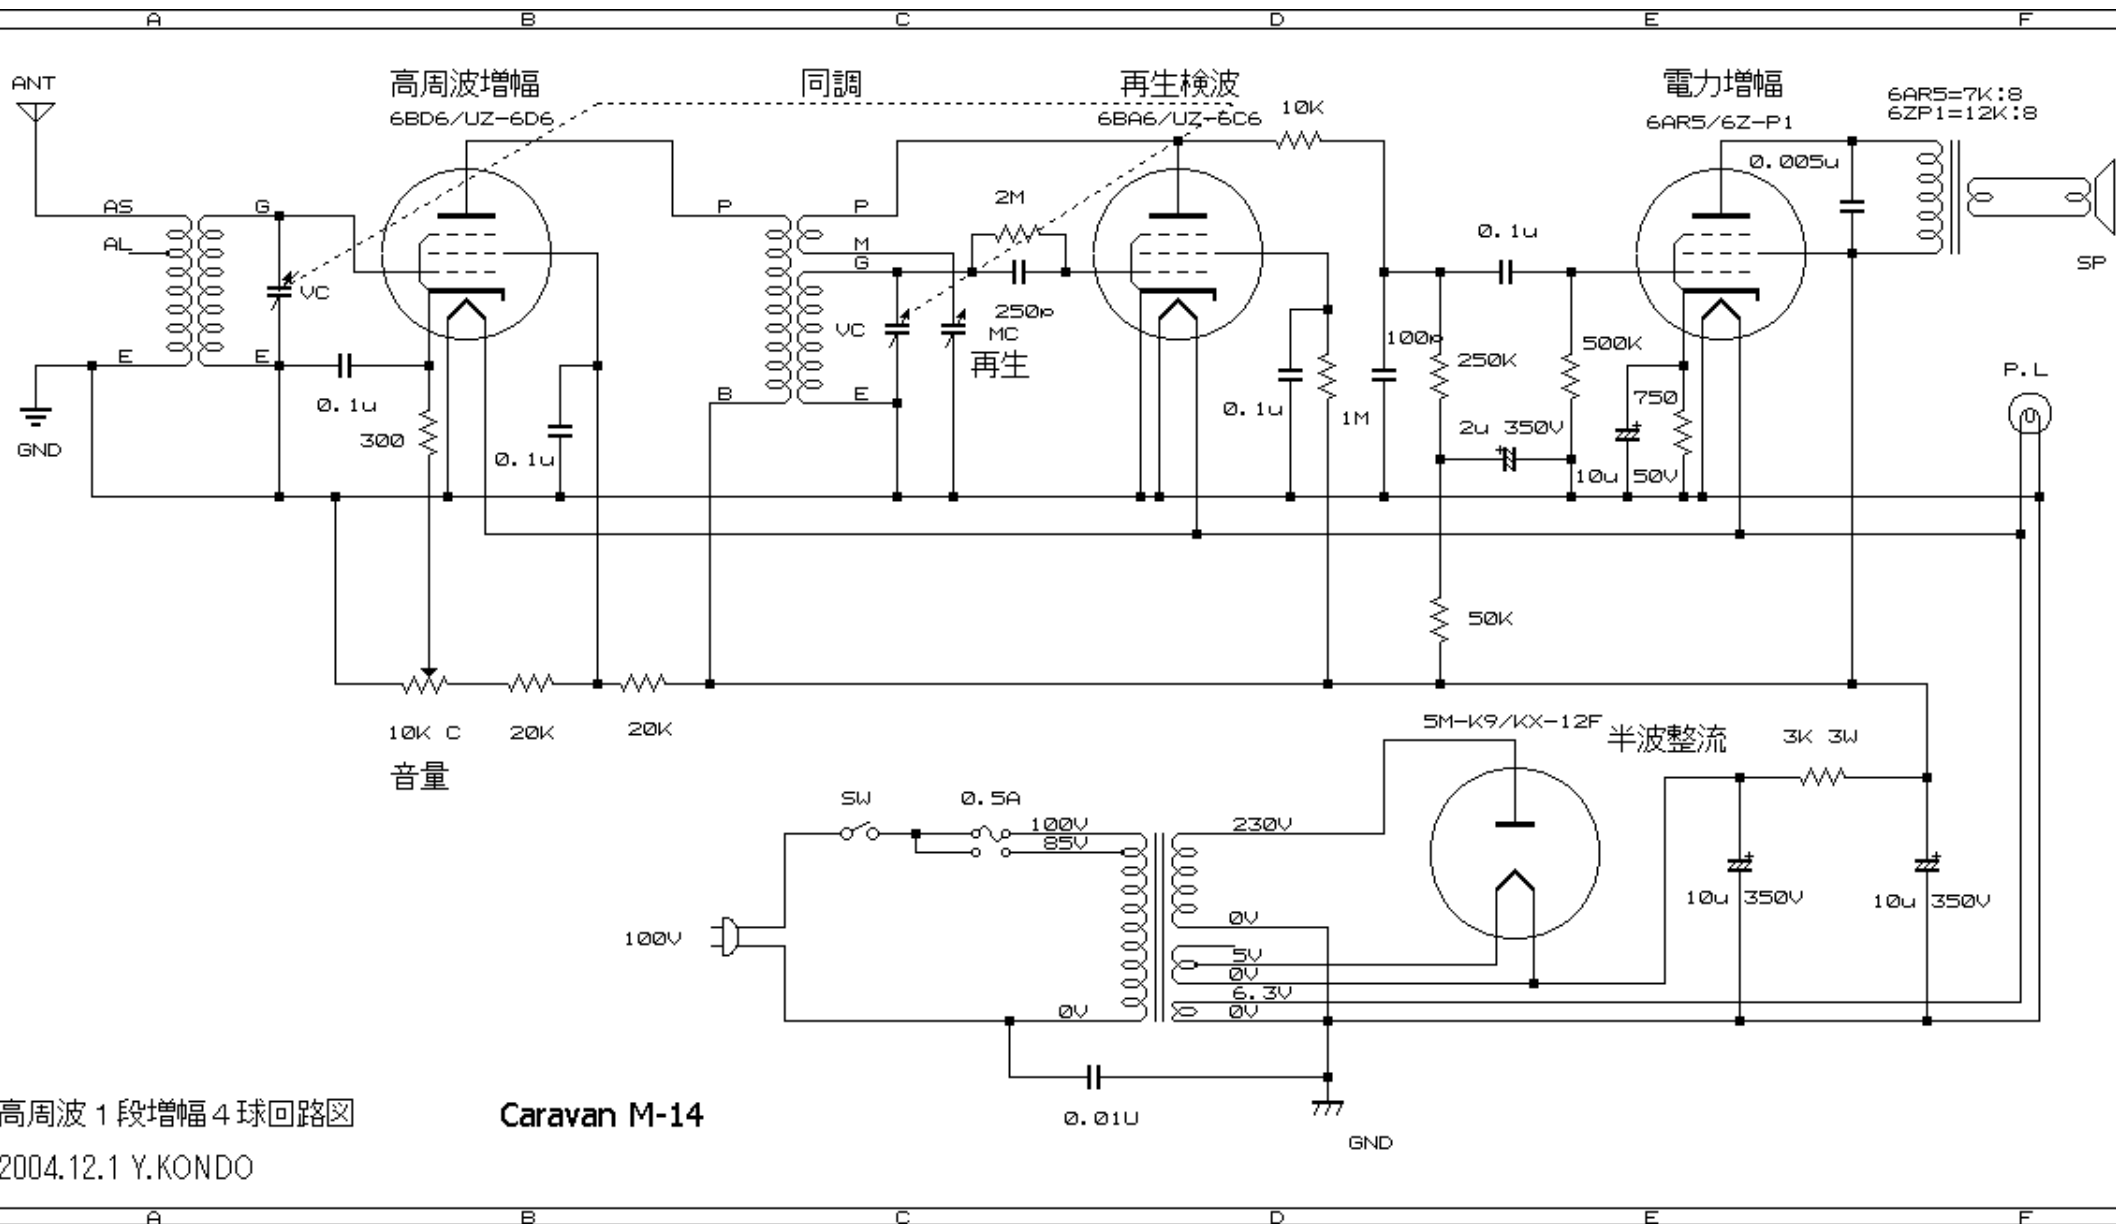 A B C D E F
ANT
高周波増幅
6BD6/UZ-6D6
同調
再生検波
6BA6/UZ-6C6
10K
電力増幅
6AR5/6Z-P1
6AR5=7K:8
6ZP1=12K:8
0.005u
AS
G
AL
VC
E
E
GND
0.1u
300
0.1u
P
P
M
G
2M
250p
VC
MC
再生
B
E
0.1u
1M
100p
0.1u
250K
500K
2u 350V
750
10u 50V
SP
P.L
50K
10K C
20K
20K
音量
5M-K9/KX-12F
半波整流
3K 3W
SW
0.5A
100V
85V
230V
0V
5V
0V
6.3V
0V
0V
100V
10u 350V
10u 350V
0.01U
GND
高周波１段増幅４球回路図
Caravan M-14
2004.12.1 Y.KONDO
A B C D E F